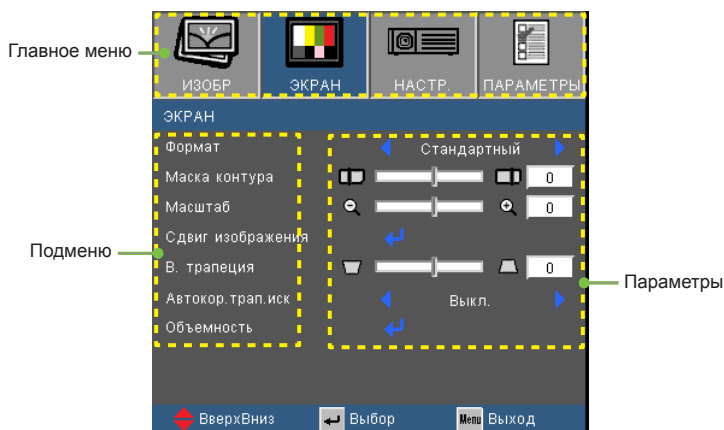 Главное меню
ИЗОБР ЭКРАН НАСТР. ПАРАМЕТРЫ
ЭКРАН
Формат Стандартный
Маска контура 0
Масштаб 0
Сдвиг изображения
Подменю
В. трапеция 0
Параметры
Автокор.трап.иск Выкл.
Объемность
ВверхВниз Выбор Menu Выход